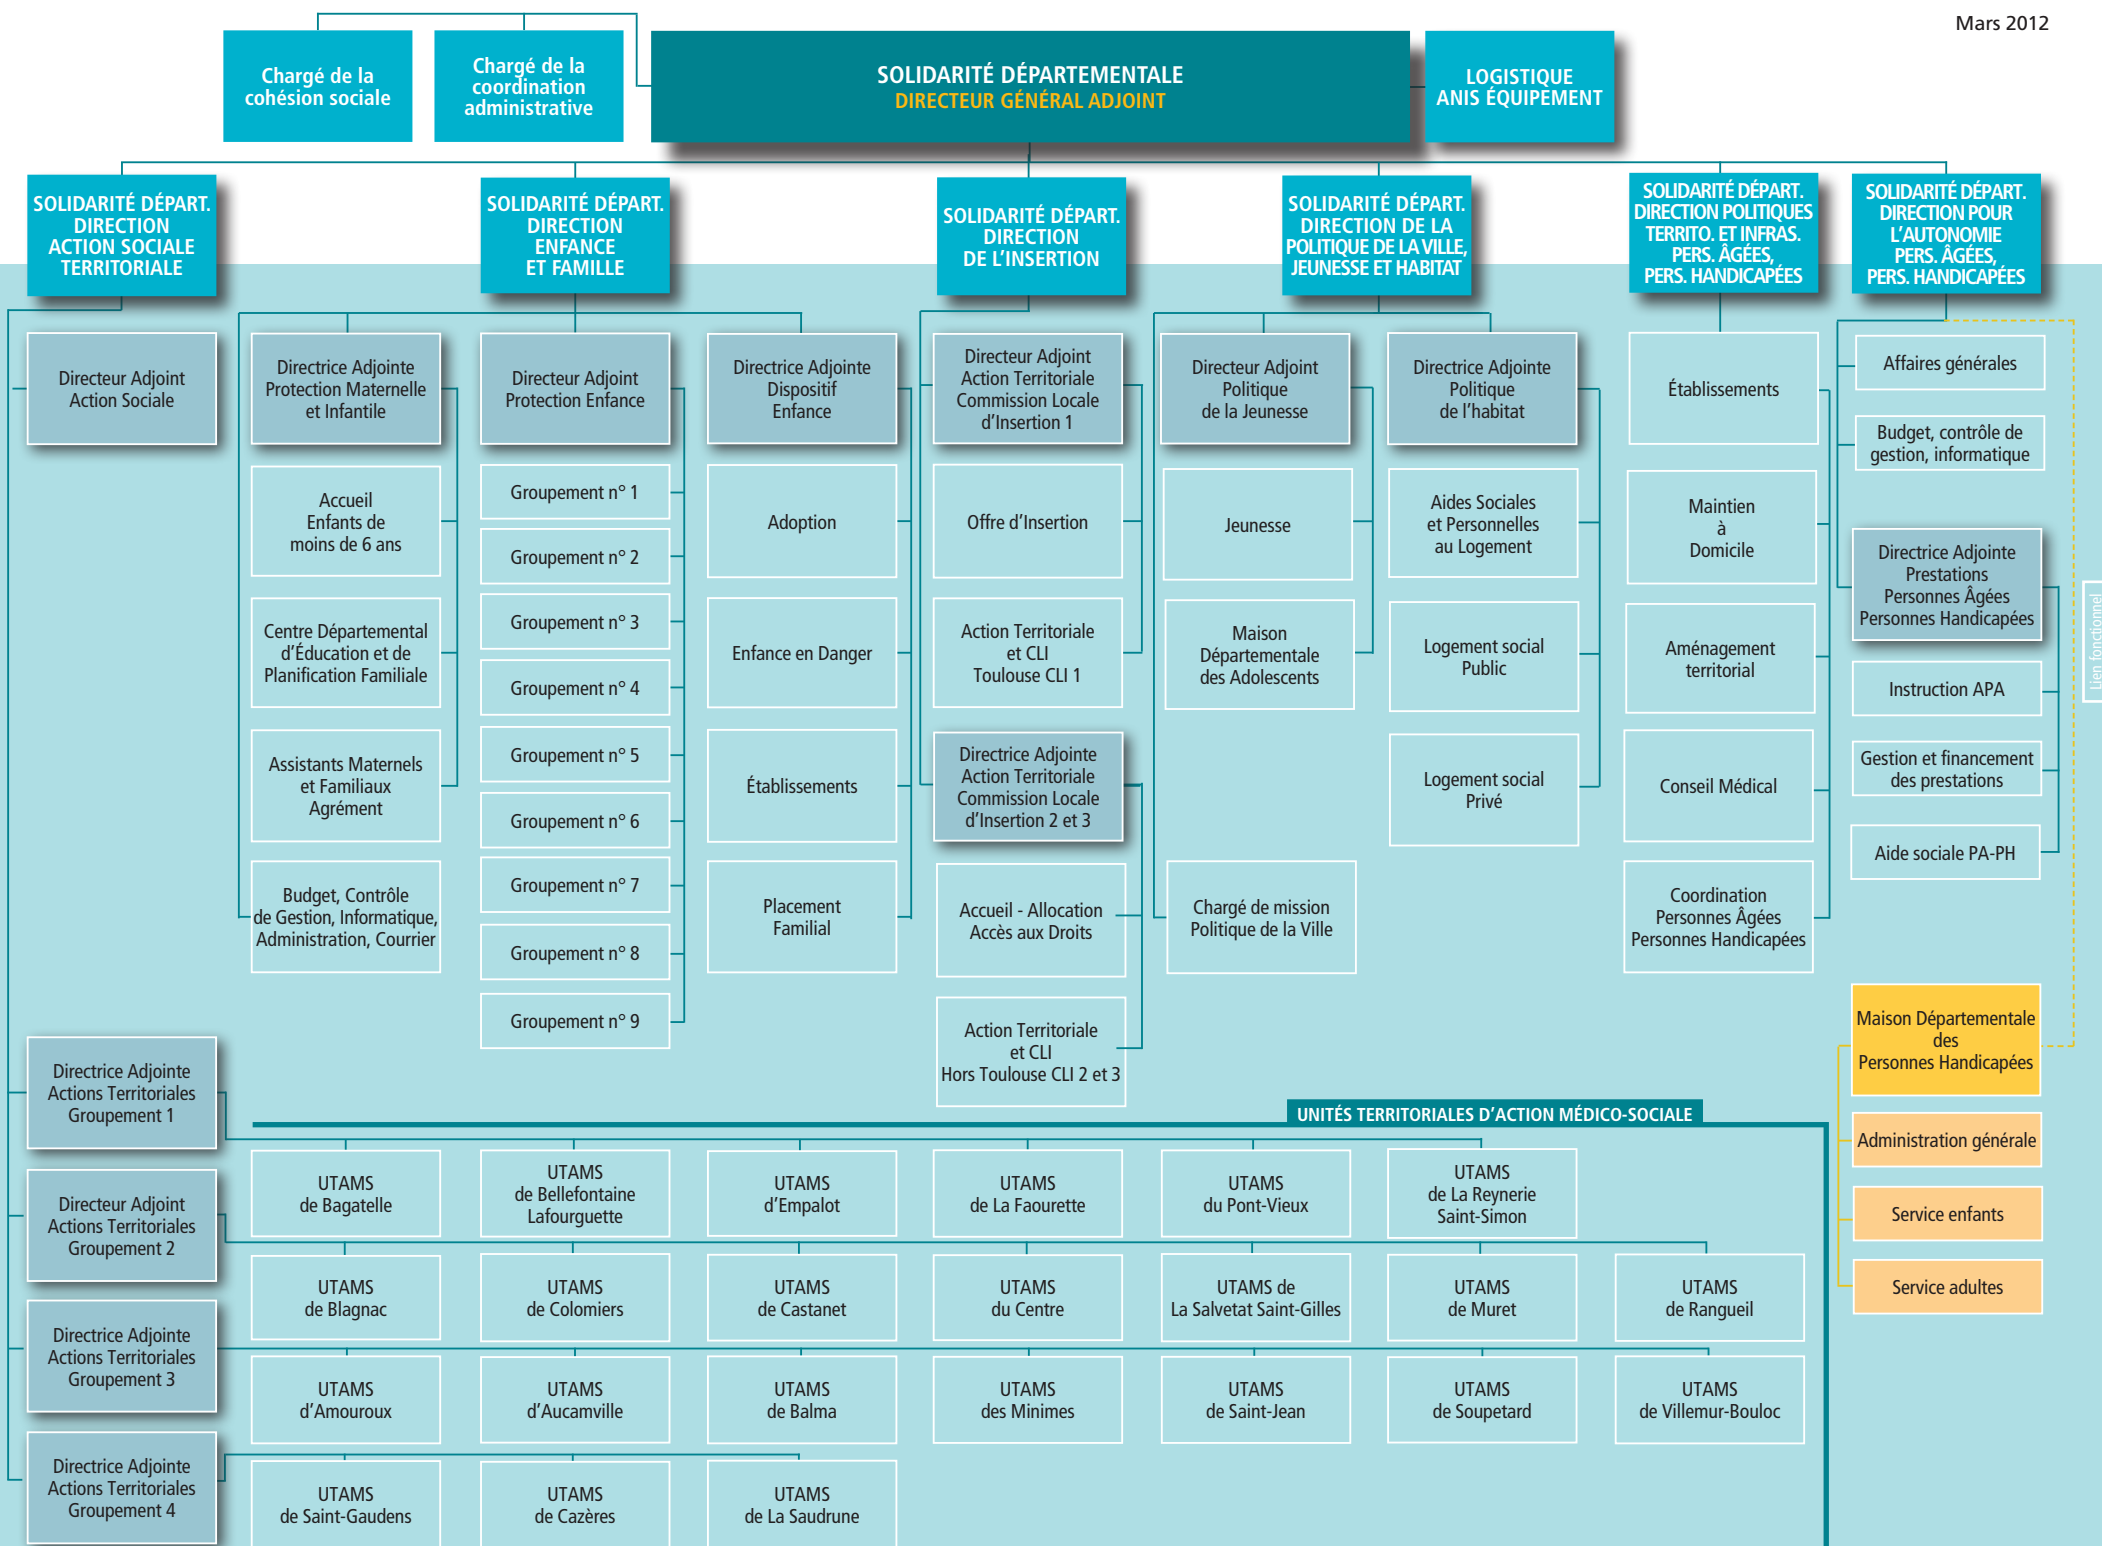 Mars 2012
Chargé de la
cohésion sociale
Chargé de la
coordination
administrative
SOLIDARITÉ DÉPARTEMENTALE
DIRECTEUR GÉNÉRAL ADJOINT
LOGISTIQUE
ANIS ÉQUIPEMENT
SOLIDARITÉ DÉPART.
DIRECTION
ACTION SOCIALE
TERRITORIALE
SOLIDARITÉ DÉPART.
DIRECTION
ENFANCE
ET FAMILLE
SOLIDARITÉ DÉPART.
DIRECTION
DE L'INSERTION
SOLIDARITÉ DÉPART.
DIRECTION DE LA
POLITIQUE DE LA VILLE,
JEUNESSE ET HABITAT
SOLIDARITÉ DÉPART.
DIRECTION POLITIQUES
TERRITO. ET INFRAS.
PERS. ÂGÉES,
PERS. HANDICAPÉES
SOLIDARITÉ DÉPART.
DIRECTION POUR
L'AUTONOMIE
PERS. ÂGÉES,
PERS. HANDICAPÉES
Directeur Adjoint
Action Sociale
Directrice Adjointe
Protection Maternelle
et Infantile
Accueil
Enfants de
moins de 6 ans
Centre Départemental
d'Éducation et de
Planification Familiale
Assistants Maternels
et Familiaux
Agrément
Budget, Contrôle
de Gestion, Informatique,
Administration, Courrier
Directeur Adjoint
Protection Enfance
Groupement n° 1
Groupement n° 2
Groupement n° 3
Groupement n° 4
Groupement n° 5
Groupement n° 6
Groupement n° 7
Groupement n° 8
Groupement n° 9
Directrice Adjointe
Dispositif
Enfance
Adoption
Enfance en Danger
Établissements
Placement
Familial
Directeur Adjoint
Action Territoriale
Commission Locale
d'Insertion 1
Offre d'Insertion
Action Territoriale
et CLI
Toulouse CLI 1
Directrice Adjointe
Action Territoriale
Commission Locale
d'Insertion 2 et 3
Accueil - Allocation
Accès aux Droits
Action Territoriale
et CLI
Hors Toulouse CLI 2 et 3
Directeur Adjoint
Politique
de la Jeunesse
Jeunesse
Maison
Départementale
des Adolescents
Chargé de mission
Politique de la Ville
Directrice Adjointe
Politique
de l'habitat
Aides Sociales
et Personnelles
au Logement
Logement social
Public
Logement social
Privé
Établissements
Maintien
à
Domicile
Aménagement
territorial
Conseil Médical
Coordination
Personnes Âgées
Personnes Handicapées
Affaires générales
Budget, contrôle de
gestion, informatique
Directrice Adjointe
Prestations
Personnes Âgées
Personnes Handicapées
Instruction APA
Gestion et financement
des prestations
Aide sociale PA-PH
Lien fonctionnel
Maison Départementale
des
Personnes Handicapées
Administration générale
Service enfants
Service adultes
UNITÉS TERRITORIALES D'ACTION MÉDICO-SOCIALE
Directrice Adjointe
Actions Territoriales
Groupement 1
UTAMS
de Bagatelle
UTAMS
de Bellefontaine
Lafourguette
UTAMS
d'Empalot
UTAMS
de La Faourette
UTAMS
du Pont-Vieux
UTAMS
de La Reynerie
Saint-Simon
Directeur Adjoint
Actions Territoriales
Groupement 2
UTAMS
de Blagnac
UTAMS
de Colomiers
UTAMS
de Castanet
UTAMS
du Centre
UTAMS de
La Salvetat Saint-Gilles
UTAMS
de Muret
UTAMS
de Rangueil
Directrice Adjointe
Actions Territoriales
Groupement 3
UTAMS
d'Amouroux
UTAMS
d'Aucamville
UTAMS
de Balma
UTAMS
des Minimes
UTAMS
de Saint-Jean
UTAMS
de Soupetard
UTAMS
de Villemur-Bouloc
Directrice Adjointe
Actions Territoriales
Groupement 4
UTAMS
de Saint-Gaudens
UTAMS
de Cazères
UTAMS
de La Saudrune